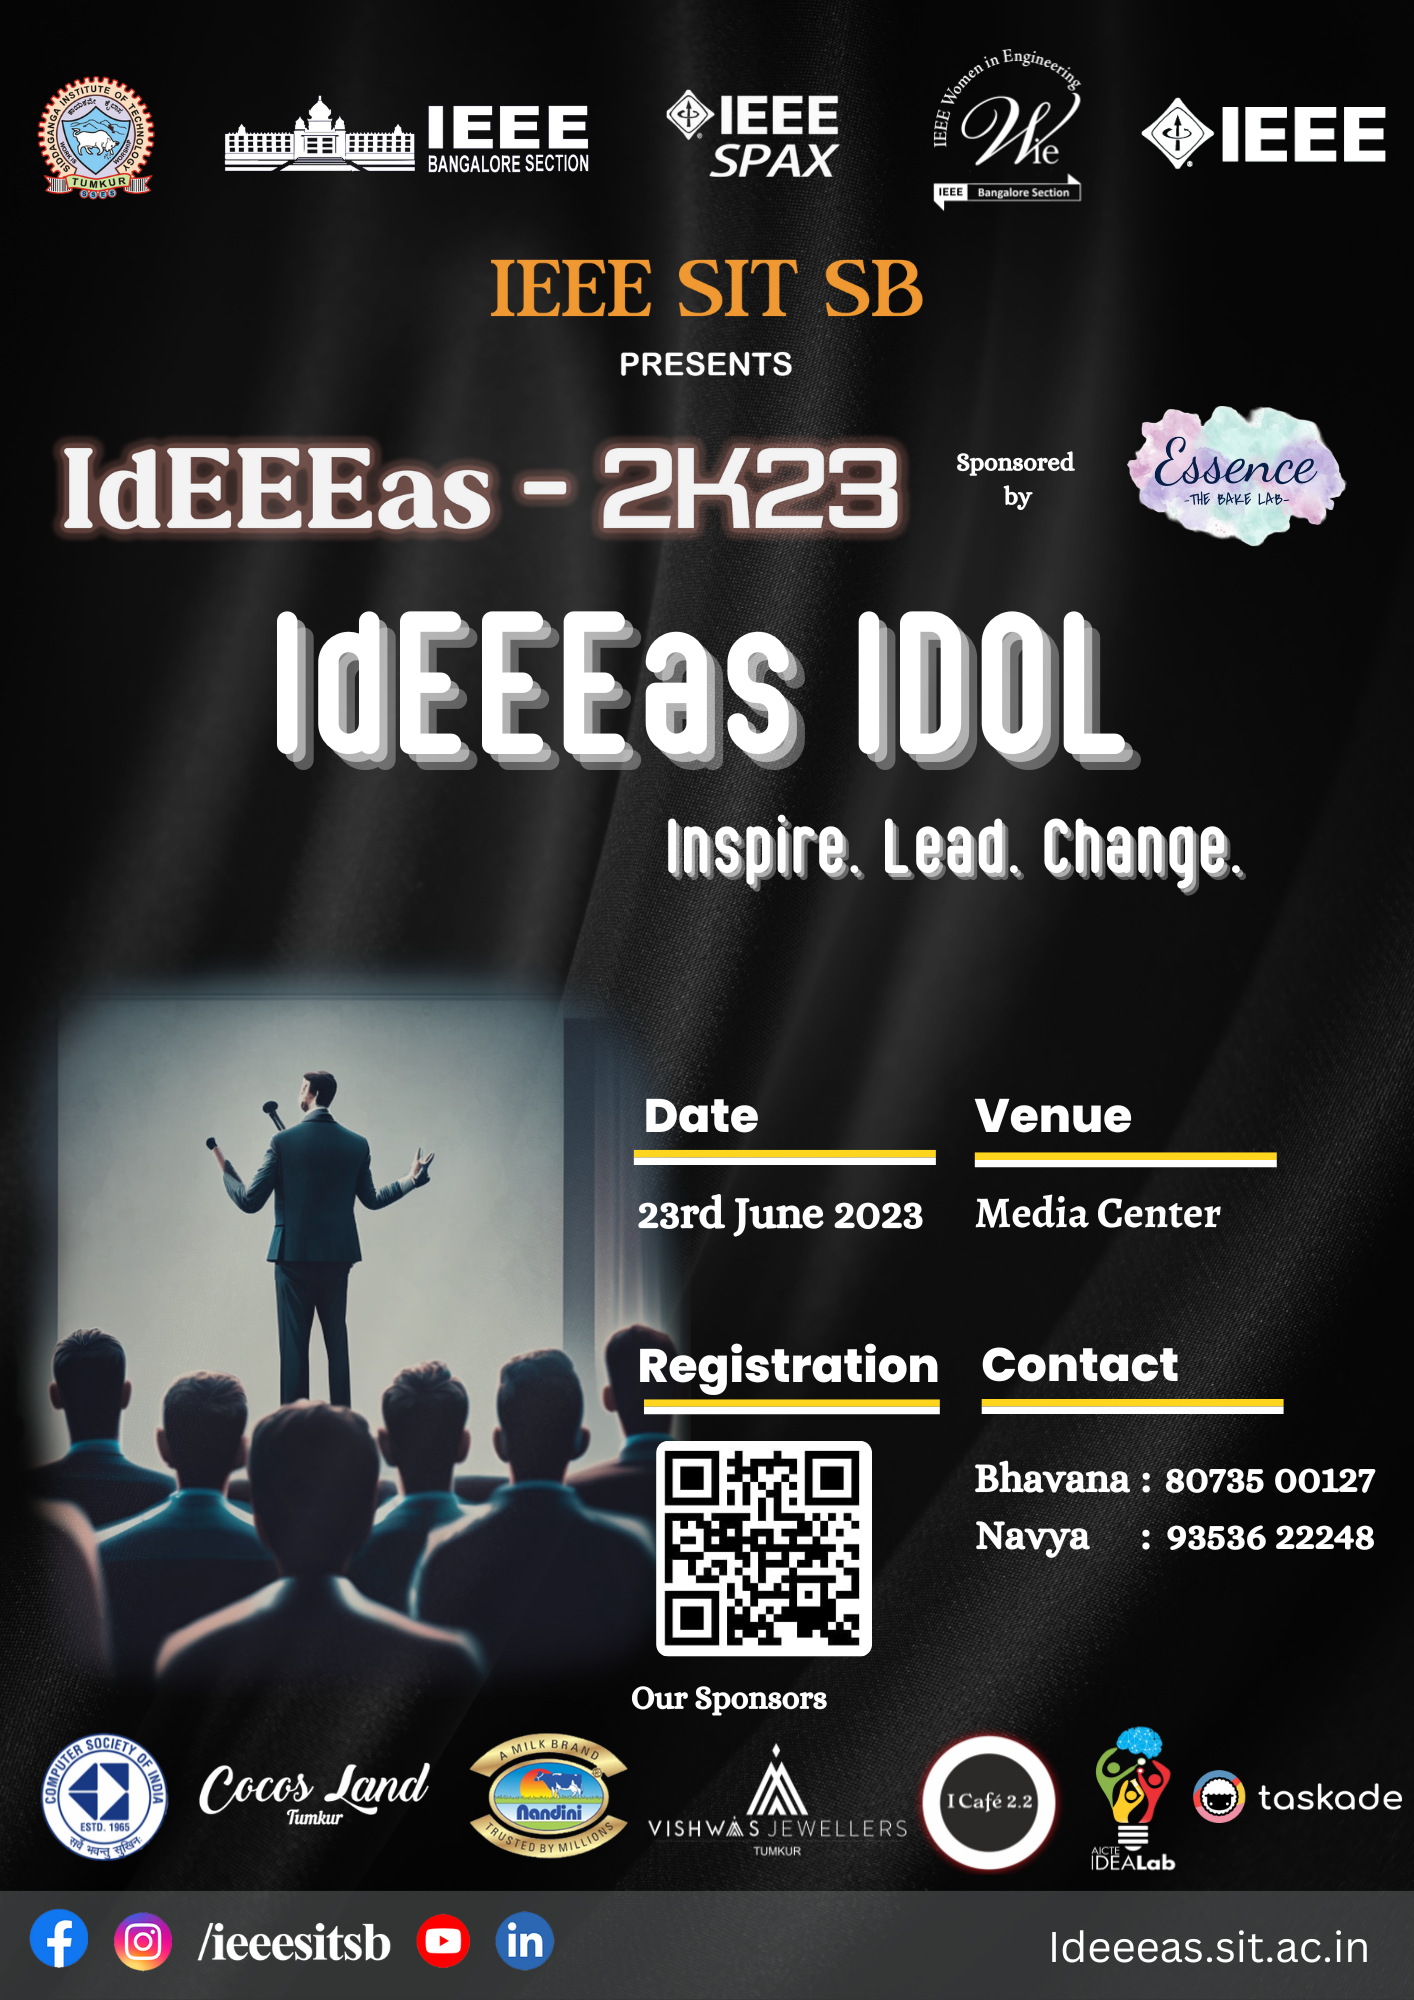 SIDDAGANGA INSTITUTE OF TECHNOLOGY
TUMKUR
IEEE
BANGALORE SECTION
IEEE
SPAX
IEEE Women in Engineering
Wie
IEEE Bangalore Section
IEEE
IEEE SIT SB
PRESENTS
IdEEEas - 2K23
Sponsored
by
Essence
-THE BAKE LAB-
IdEEEas IDOL
Inspire. Lead. Change.
Date
Venue
23rd June 2023
Media Center
Registration
Contact
Bhavana : 80735 00127
Navya : 93536 22248
Our Sponsors
COMPUTER SOCIETY OF INDIA
ESTD. 1965
सर्वे भवन्तु सुखिनः
Cocos Land
Tumkur
A MILK BRAND
Nandini
TRUSTED BY MILLIONS
VISHWAS JEWELLERS
TUMKUR
I Café 2.2
AICTE
IDEALab
taskade
/ieeesitsb
in
Ideeeas.sit.ac.in